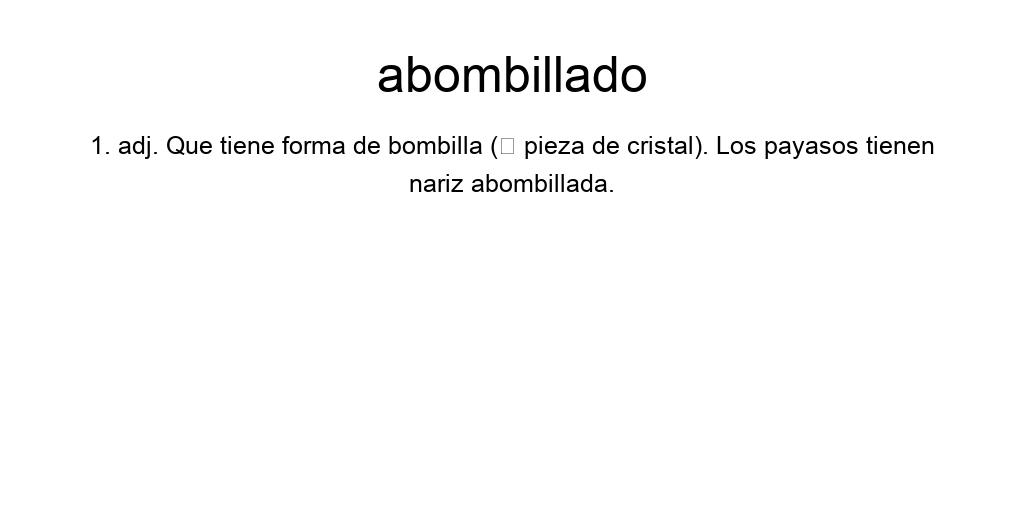 abombillado
1. adj. Que tiene forma de bombilla (□ pieza de cristal). Los payasos tienen
nariz abombillada.